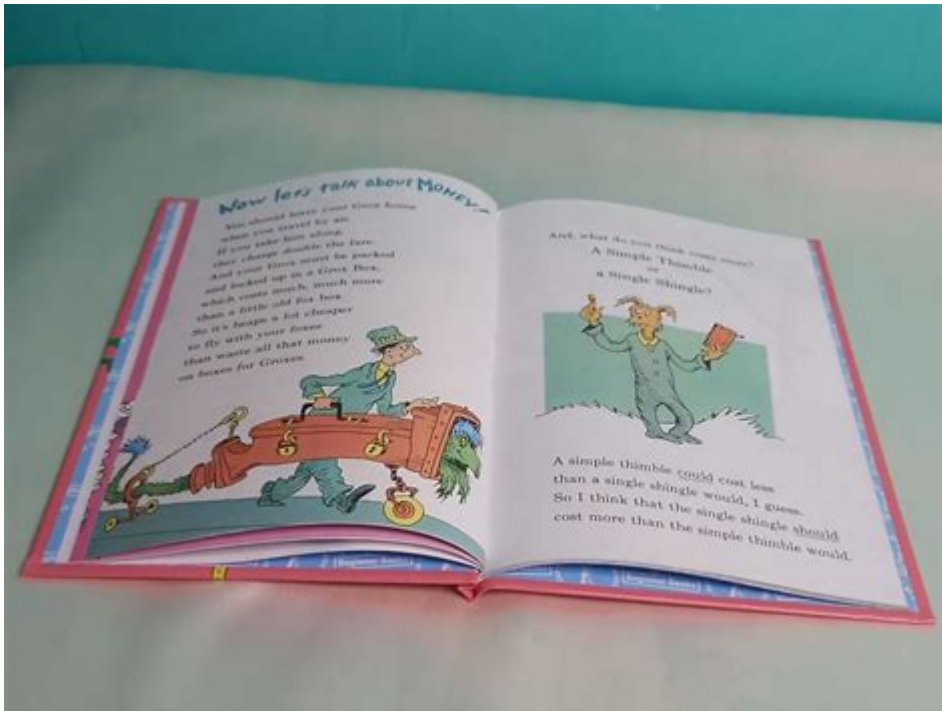 Now let's talk about MONEY...
You should leave your Grox home
when you travel by air.
If you take him along,
they charge double the fare.
And your Grox must be packed
and locked up in a Grox Box,
which costs much, much more
than a little old fox box.
So it's heaps a lot cheaper
to fly with your foxes
than waste all that money
on boxes for Groxes.
And, what do you think costs more?
A Simple Thimble
or
a Single Shingle?
A simple thimble could cost less
than a single shingle would, I guess.
So I think that the single shingle should
cost more than the simple thimble would.
Beginner Books
Beginner Books